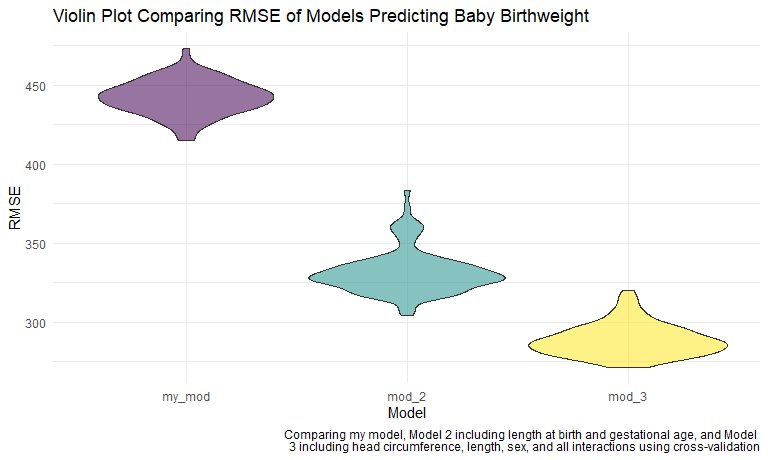 Violin Plot Comparing RMSE of Models Predicting Baby Birthweight
450
400
350
300
RMSE
my_mod mod_2 mod_3
Model
Comparing my model, Model 2 including length at birth and gestational age, and Model
3 including head circumference, length, sex, and all interactions using cross-validation